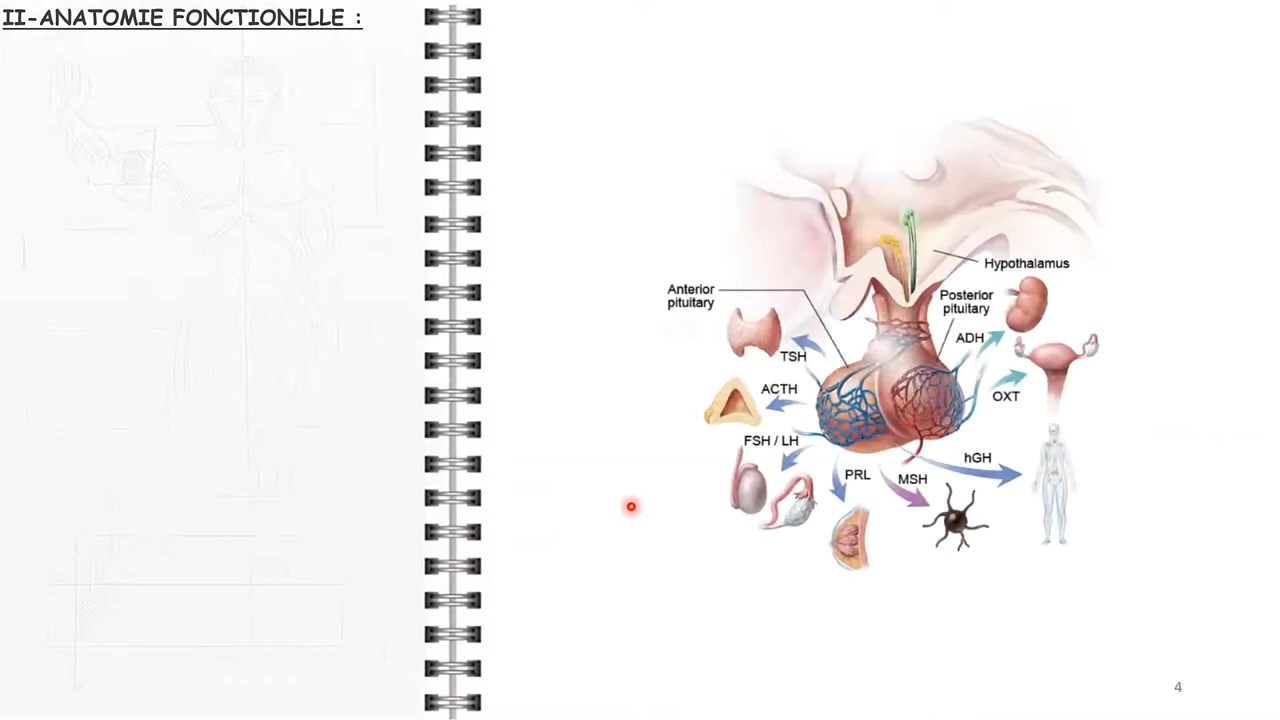 II-ANATOMIE FONCTIONELLE :
Hypothalamus
Anterior
pituitary
Posterior
pituitary
ADH
TSH
ACTH
OXT
FSH / LH
hGH
PRL
MSH
4